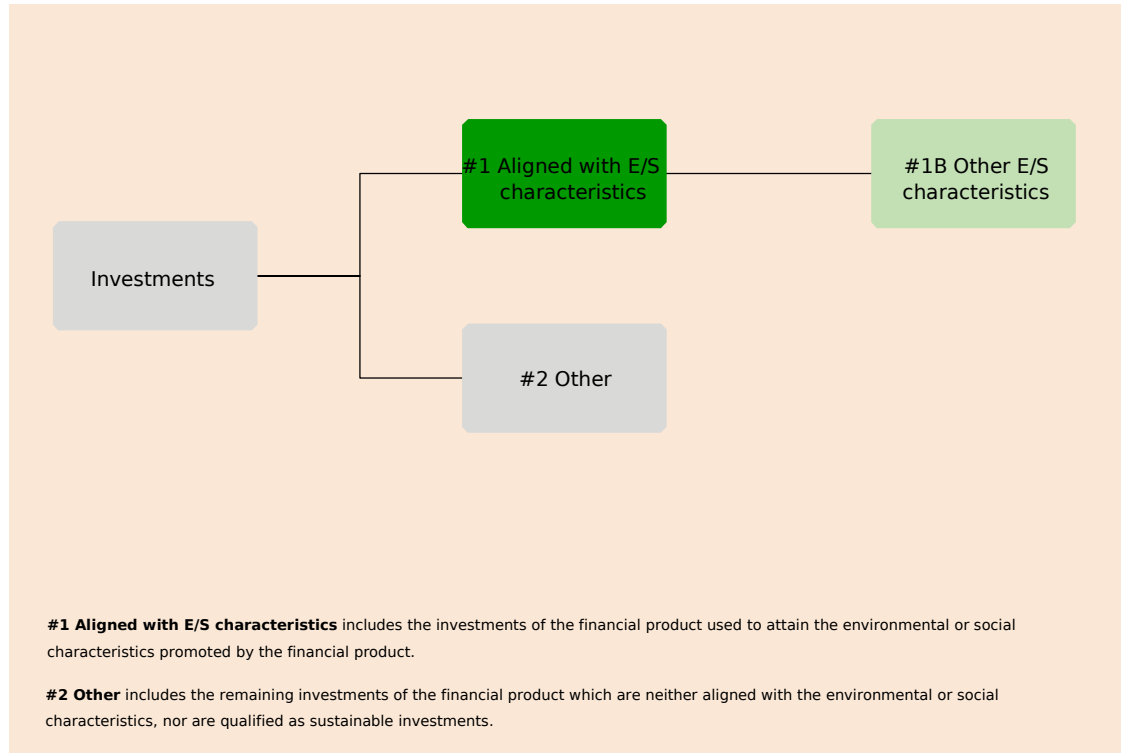 #1 Aligned with E/S
characteristics
#1B Other E/S
characteristics
Investments
#2 Other
#1 Aligned with E/S characteristics includes the investments of the financial product used to attain the environmental or social
characteristics promoted by the financial product.
#2 Other includes the remaining investments of the financial product which are neither aligned with the environmental or social
characteristics, nor are qualified as sustainable investments.